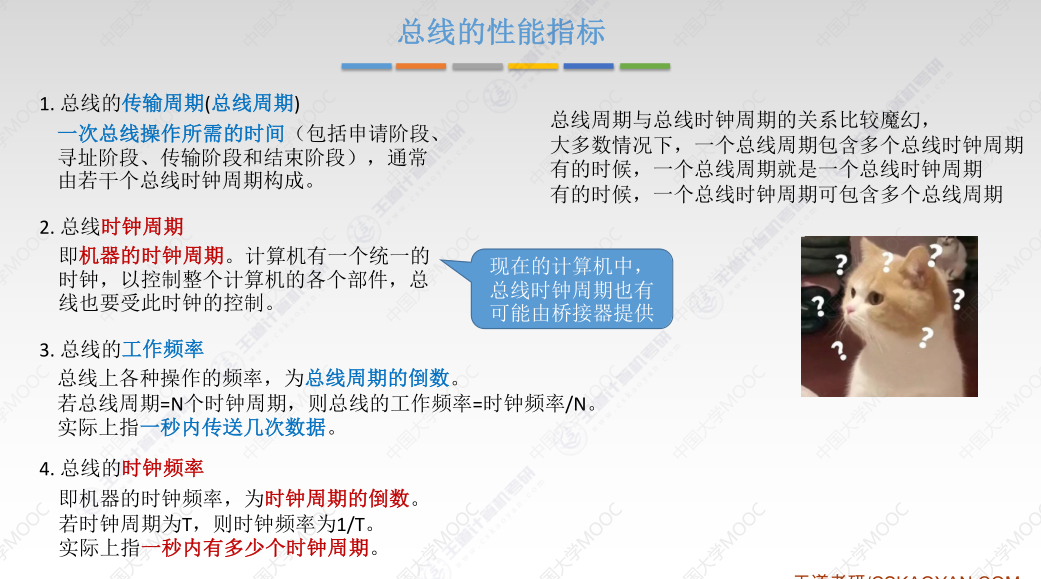 总线的性能指标
1. 总线的传输周期(总线周期)
一次总线操作所需的时间（包括申请阶段、
寻址阶段、传输阶段和结束阶段），通常
由若干个总线时钟周期构成。
2. 总线时钟周期
即机器的时钟周期。计算机有一个统一的
时钟，以控制整个计算机的各个部件，总
线也要受此时钟的控制。
现在的计算机中，
总线时钟周期也有
可能由桥接器提供
3. 总线的工作频率
总线上各种操作的频率，为总线周期的倒数。
若总线周期=N个时钟周期，则总线的工作频率=时钟频率/N。
实际上指一秒内传送几次数据。
4. 总线的时钟频率
即机器的时钟频率，为时钟周期的倒数。
若时钟周期为T，则时钟频率为1/T。
实际上指一秒内有多少个时钟周期。
总线周期与总线时钟周期的关系比较魔幻，
大多数情况下，一个总线周期包含多个总线时钟周期
有的时候，一个总线周期就是一个总线时钟周期
有的时候，一个总线时钟周期可包含多个总线周期
? ? ? ? ? ? ?
中国大学MOOC